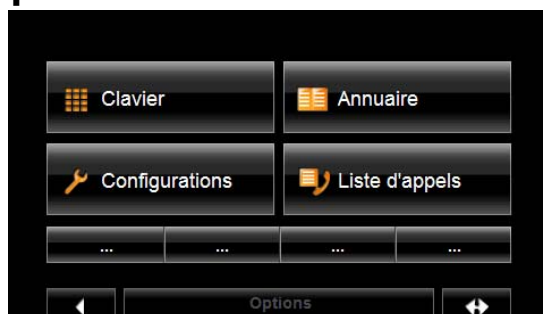 Clavier
Annuaire
Configurations
Liste d'appels
... ... ... ...
Options